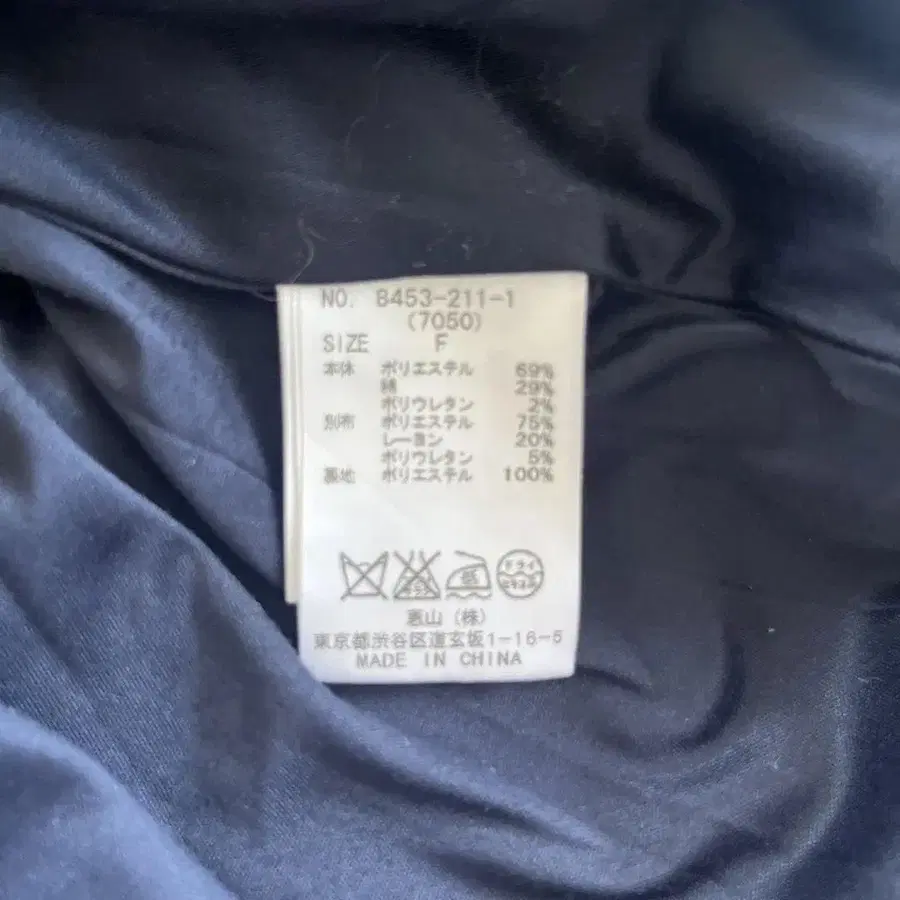 NO. 8453-211-1
(7050)
SIZE F
本体 ポリエステル 69%
綿 29%
ポリウレタン 2%
別布 ポリエステル 75%
レーヨン 20%
ポリウレタン 5%
裏地 ポリエステル 100%
低 ドライ
(株)
東京都渋谷区道玄坂1-16-5
MADE IN CHINA